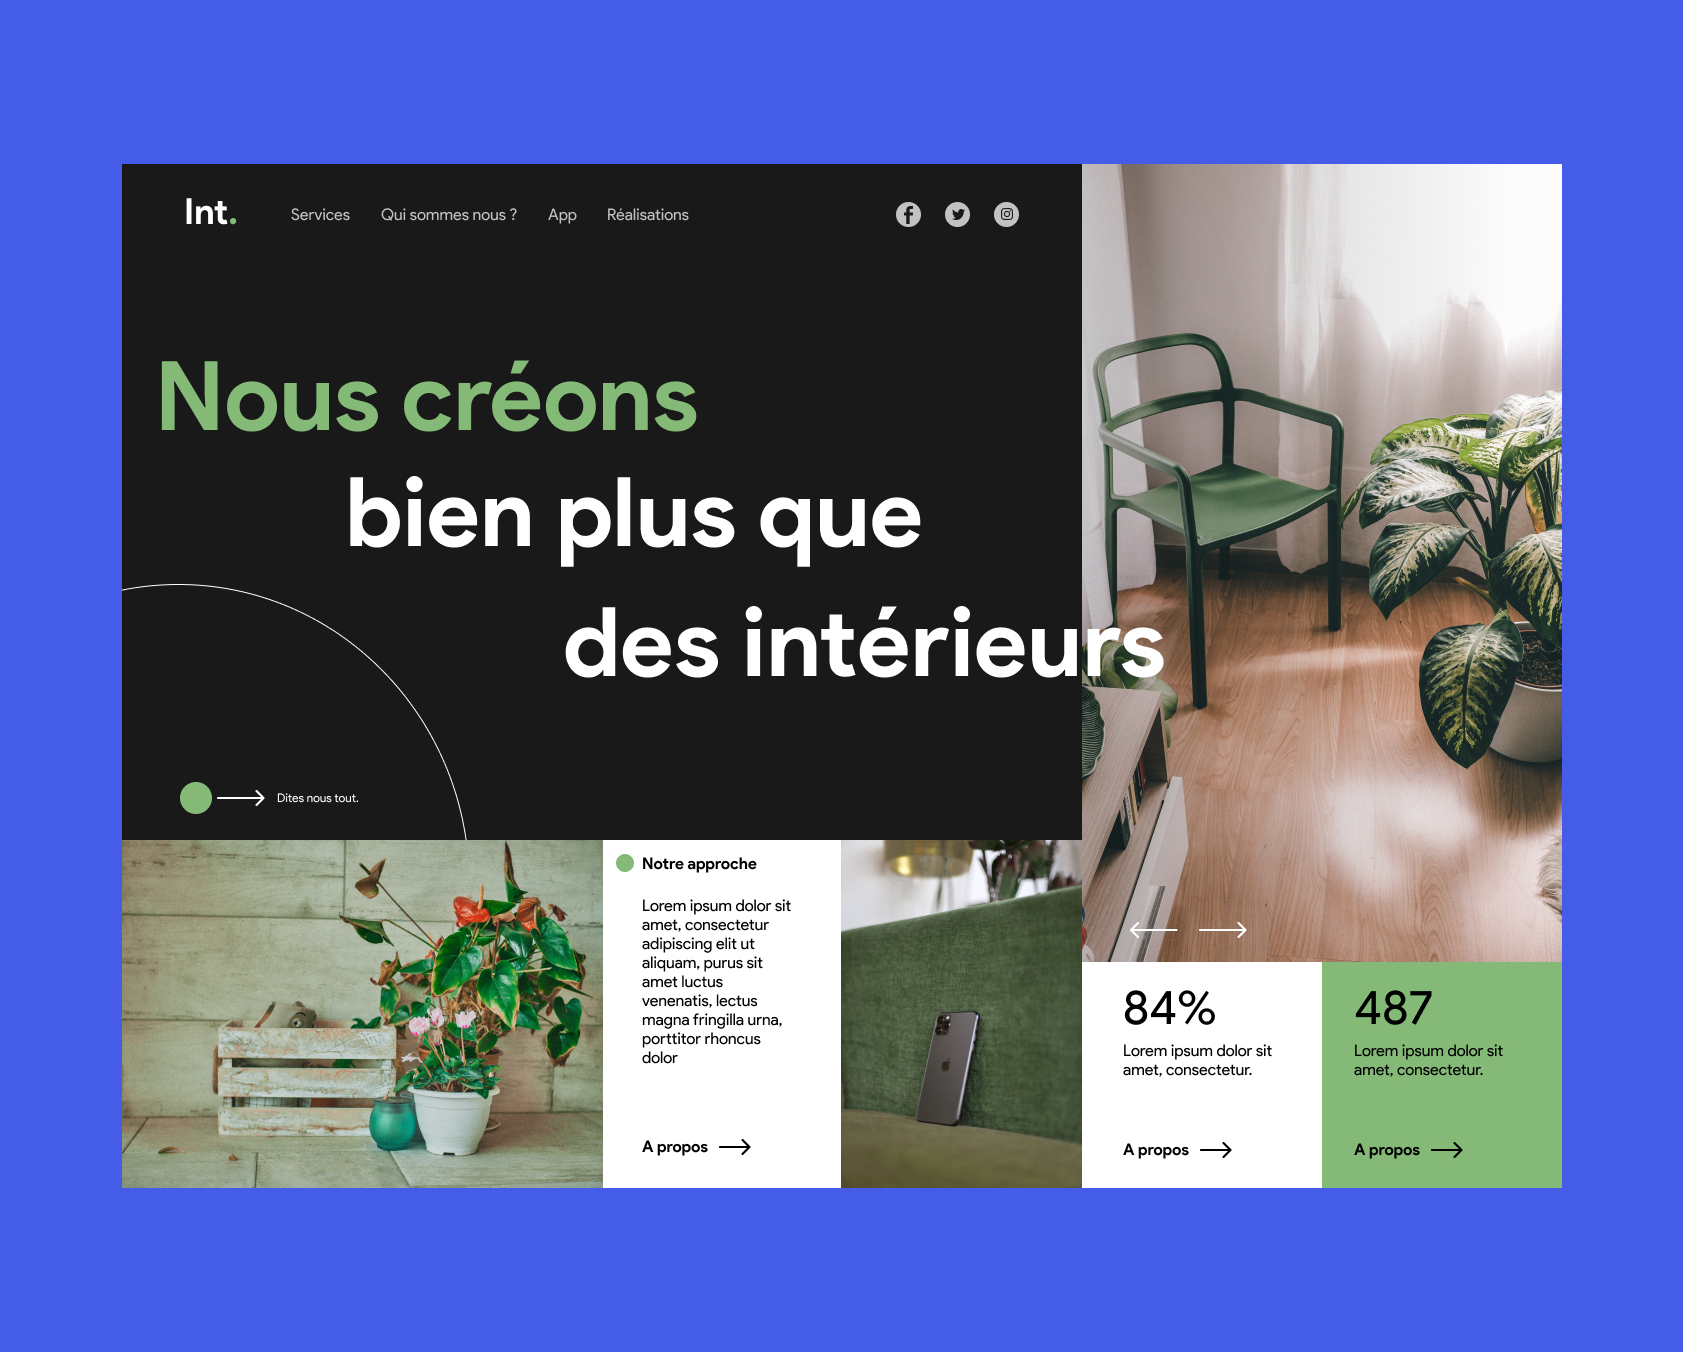 Int.
Services
Qui sommes nous ?
App
Réalisations
Nous créons
bien plus que
des intérieurs
Dites nous tout.
Notre approche
Lorem ipsum dolor sit
amet, consectetur
adipiscing elit ut
aliquam, purus sit
amet luctus
venenatis, lectus
magna fringilla urna,
porttitor rhoncus
dolor
A propos
84%
Lorem ipsum dolor sit
amet, consectetur.
A propos
487
Lorem ipsum dolor sit
amet, consectetur.
A propos